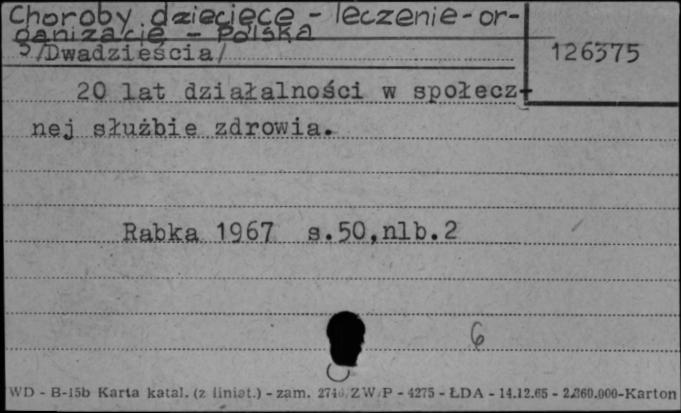 Choroby dziecięce - leczenie - or-
ganizacje - Polska
/Dwadzieścia/
126375
20 lat działalności w społecz-
nej służbie zdrowia.
Rabka 1967 s.50,nlb.2
6
WD - B-15b Karta katal. (z liniat.) - zam. ZW P - 4275 - ŁDA - 14.12.65 - 2.360.000-Karton